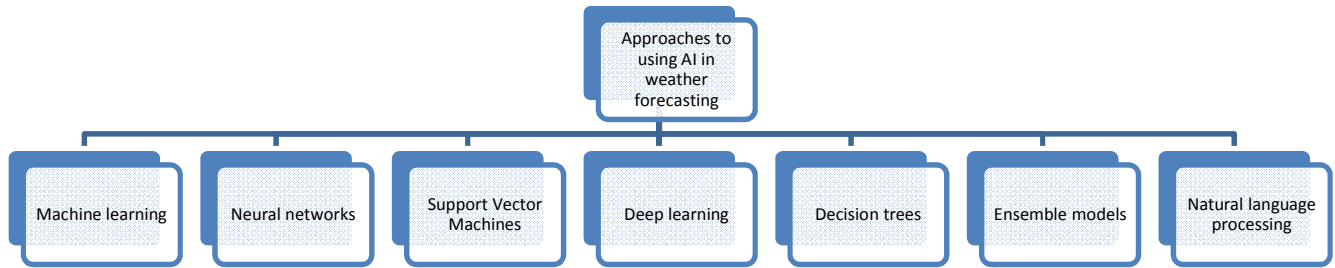 Approaches to
using AI in
weather
forecasting
Machine learning
Neural networks
Support Vector
Machines
Deep learning
Decision trees
Ensemble models
Natural language
processing